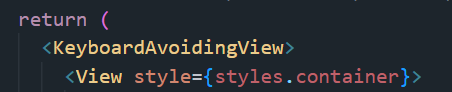 return (
<KeyboardAvoidingView>
<View style={styles.container}>